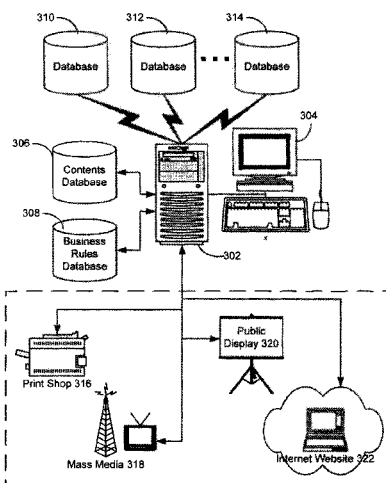 310
312
314
Database
Database
Database
304
306
Contents
Database
308
Business
Rules
Database
302
Print Shop 316
Public
Display 320
Mass Media 318
Internet Website 322